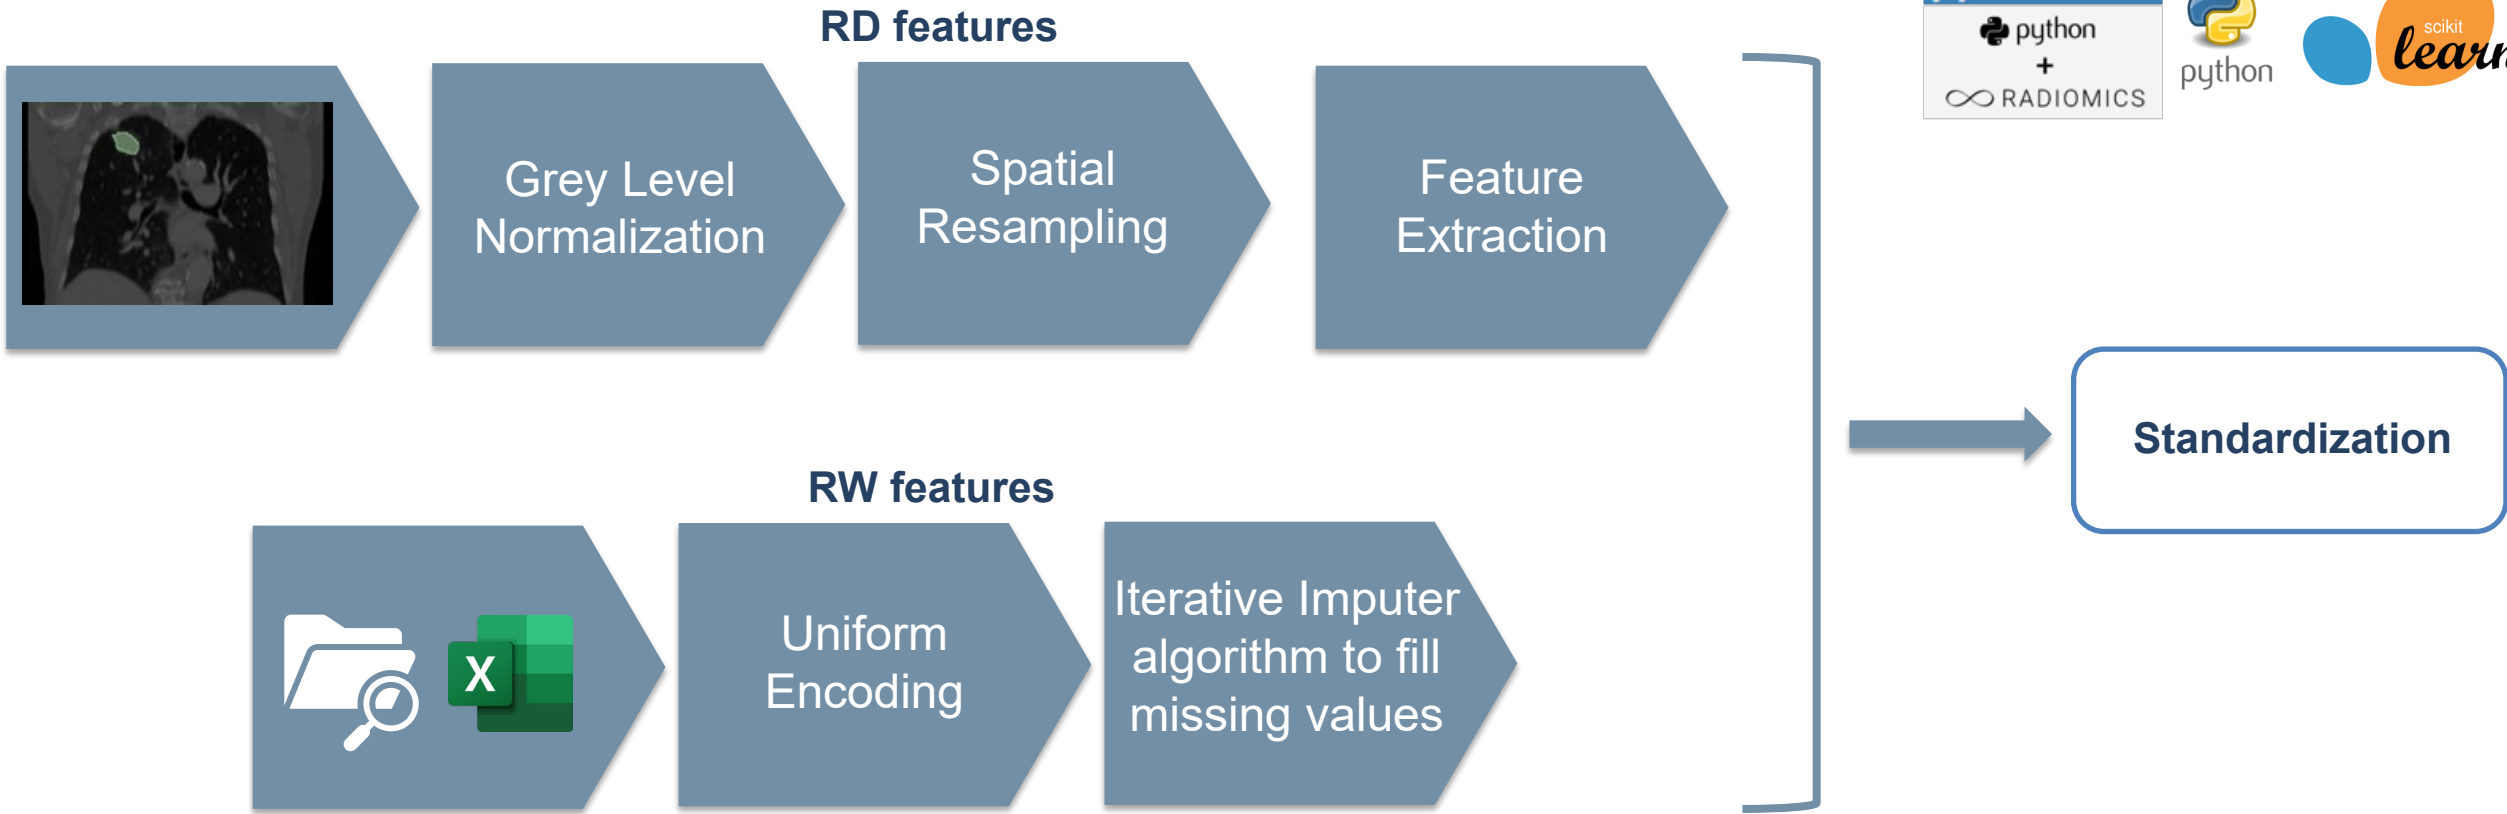 RD features
python
+
RADIOMICS
python
scikit
learn
Grey Level
Normalization
Spatial
Resampling
Feature
Extraction
Standardization
RW features
X
Uniform
Encoding
Iterative Imputer
algorithm to fill
missing values